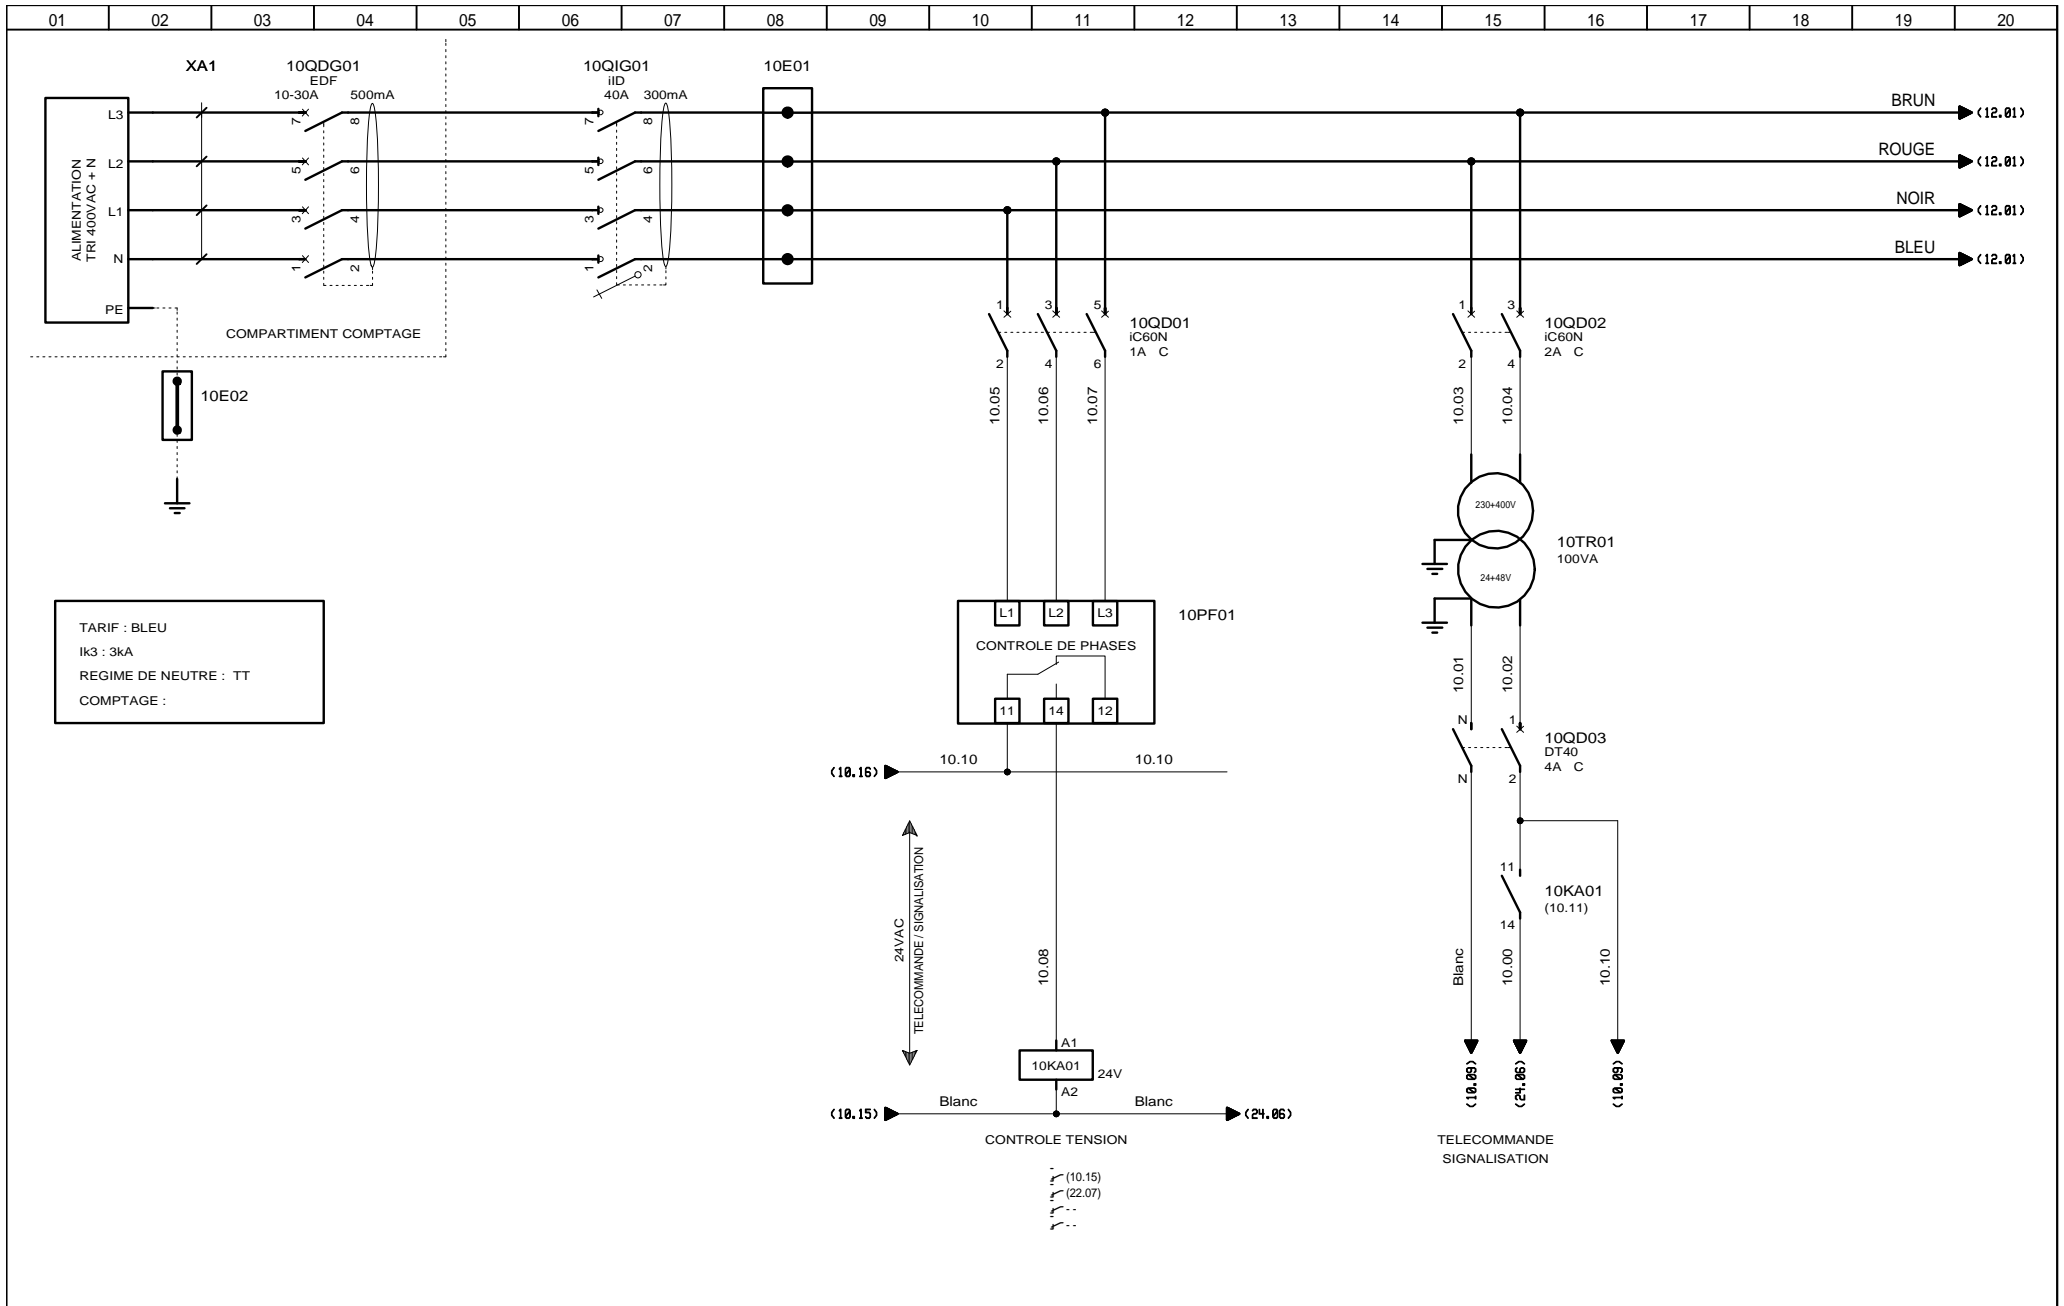 01 02 03 04 05 06 07 08 09 10 11 12 13 14 15 16 17 18 19 20
XA1
10QDG01
EDF
10-30A 500mA
10QIG01
iID
40A 300mA
10E01
ALIMENTATION
TRI 400VAC + N
L3
L2
L1
N
PE
7 8
5 6
3 4
1 2
7 8
5 6
3 4
1 2
BRUN (12.01)
ROUGE (12.01)
NOIR (12.01)
BLEU (12.01)
COMPARTIMENT COMPTAGE
10E02
1 3 5
10QD01
iC60N
1A C
2 4 6
10.05 10.06 10.07
1 3
10QD02
iC60N
2A C
2 4
10.03 10.04
230+400V
24+48V
10TR01
100VA
TARIF : BLEU
Ik3 : 3kA
REGIME DE NEUTRE : TT
COMPTAGE :
L1 L2 L3
10PF01
CONTROLE DE PHASES
11 14 12
10.01 10.02
(10.16) 10.10 10.10
N 1
10QD03
DT40
4A C
N 2
24VAC
TELECOMMANDE / SIGNALISATION
10.08
11
10KA01
(10.11)
14
Blanc 10.00 10.10
A1
10KA01 24V
A2
(10.15) Blanc Blanc (24.06)
CONTROLE TENSION
(10.15)
(22.07)
--
--
(10.09) (24.06) (10.09)
TELECOMMANDE
SIGNALISATION